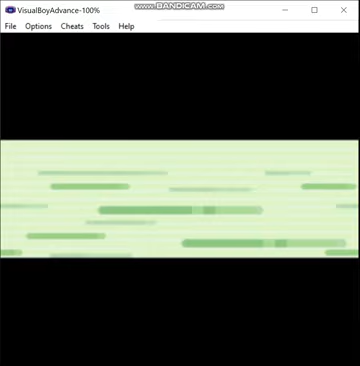 VisualBoyAdvance-100%
www.BANDICAM.com
File Options Cheats Tools Help